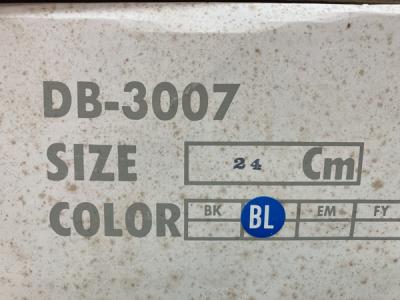 DB-3007
SIZE 24 Cm
COLOR BK BL EM FY